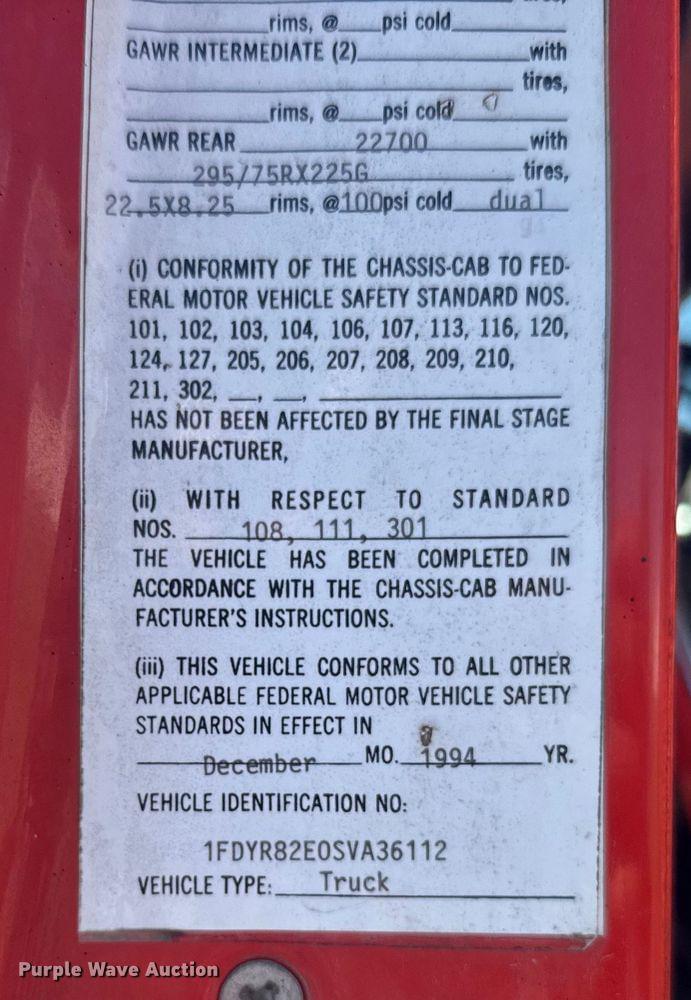 rims, @ psi cold
GAWR INTERMEDIATE (2) with
tires,
rims, @ psi cold
GAWR REAR 22700 with
295/75RX225G tires,
22.5X8.25 rims, @100psi cold dual
(i) CONFORMITY OF THE CHASSIS-CAB TO FED-
ERAL MOTOR VEHICLE SAFETY STANDARD NOS.
101, 102, 103, 104, 106, 107, 113, 116, 120,
124, 127, 205, 206, 207, 208, 209, 210,
211, 302, __, __, ____
HAS NOT BEEN AFFECTED BY THE FINAL STAGE
MANUFACTURER,
(ii) WITH RESPECT TO STANDARD
NOS. 108, 111, 301
THE VEHICLE HAS BEEN COMPLETED IN
ACCORDANCE WITH THE CHASSIS-CAB MANU-
FACTURER'S INSTRUCTIONS.
(iii) THIS VEHICLE CONFORMS TO ALL OTHER
APPLICABLE FEDERAL MOTOR VEHICLE SAFETY
STANDARDS IN EFFECT IN
December MO. 1994 YR.
VEHICLE IDENTIFICATION NO:
1FDYR82E0SVA36112
VEHICLE TYPE: Truck
Purple Wave Auction